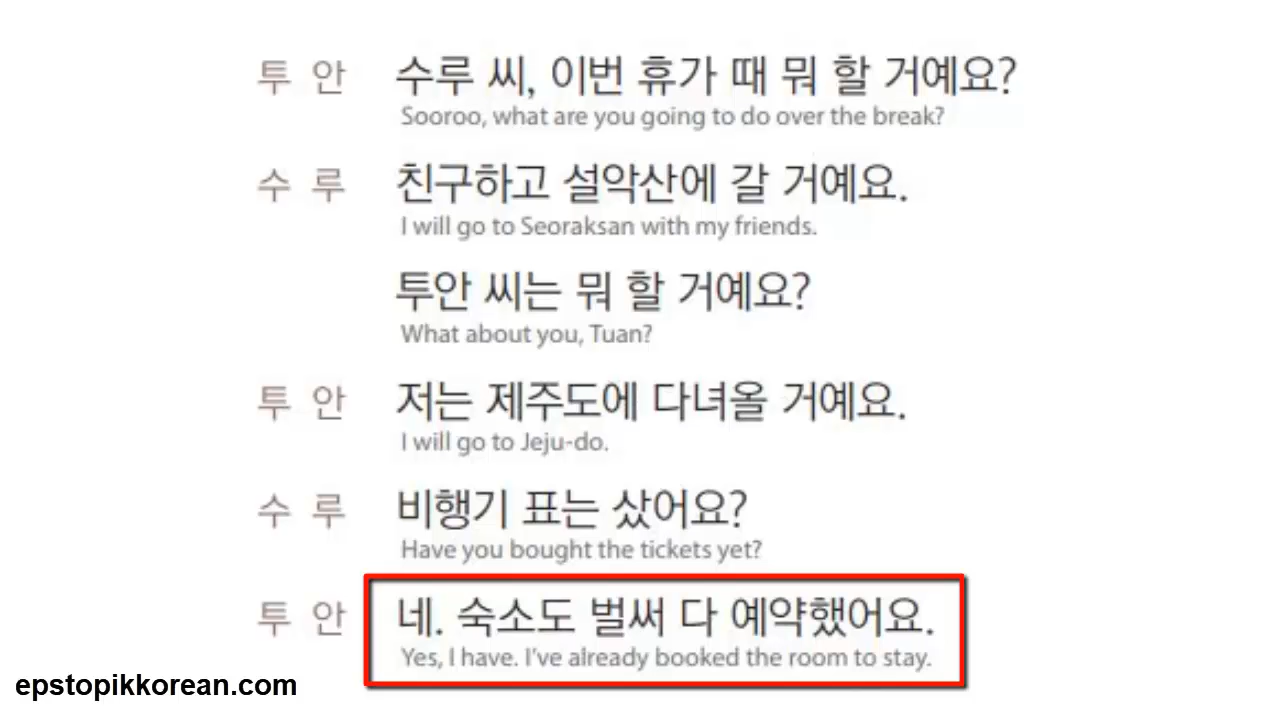 투 안 수루 씨, 이번 휴가 때 뭐 할 거예요?
Sooroo, what are you going to do over the break?
수 루 친구하고 설악산에 갈 거예요.
I will go to Seoraksan with my friends.
투안 씨는 뭐 할 거예요?
What about you, Tuan?
투 안 저는 제주도에 다녀올 거예요.
I will go to Jeju-do.
수 루 비행기 표는 샀어요?
Have you bought the tickets yet?
투 안 네. 숙소도 벌써 다 예약했어요.
Yes, I have. I've already booked the room to stay.
epstopikkorean.com